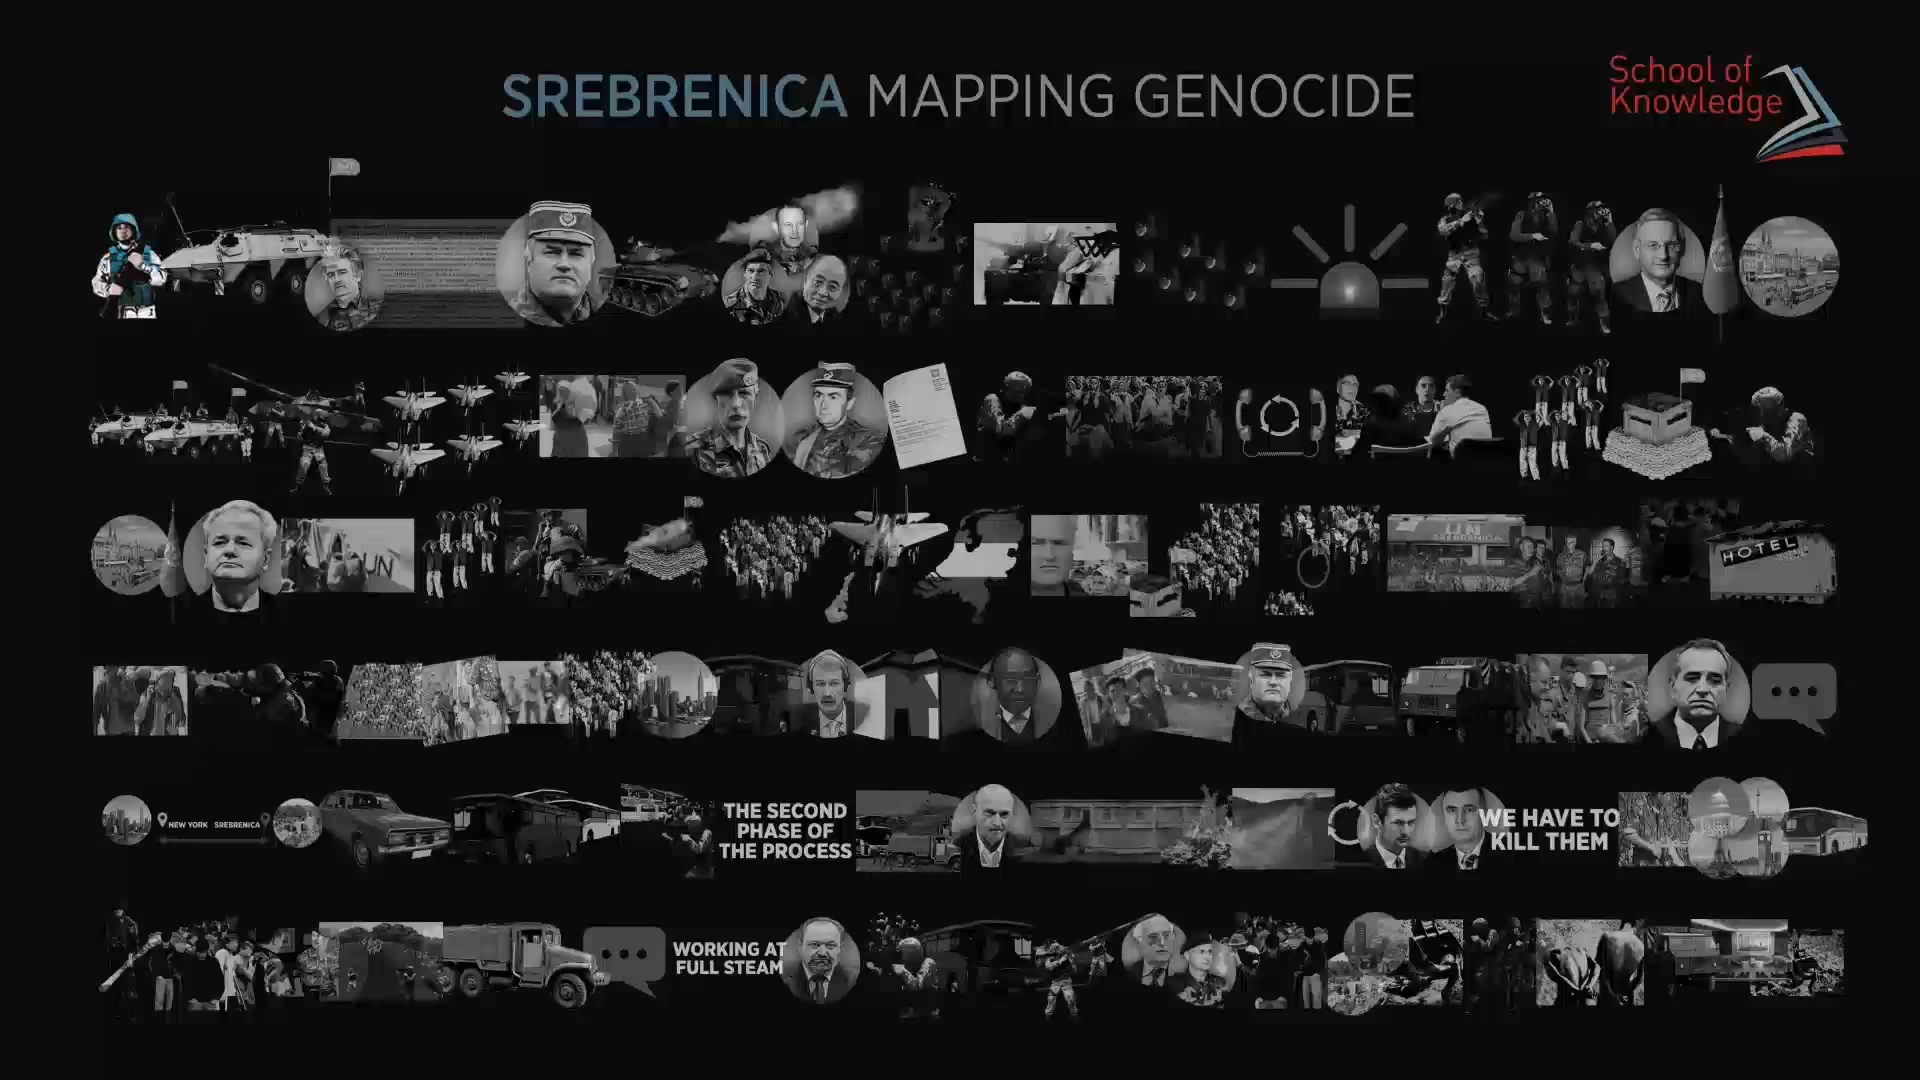 SREBRENICA MAPPING GENOCIDE
School of
Knowledge
UN
UN
SREBRENICA
HOTEL
NEW YORK SREBRENICA
THE SECOND
PHASE OF
THE PROCESS
WE HAVE TO
KILL THEM
WORKING AT
FULL STEAM